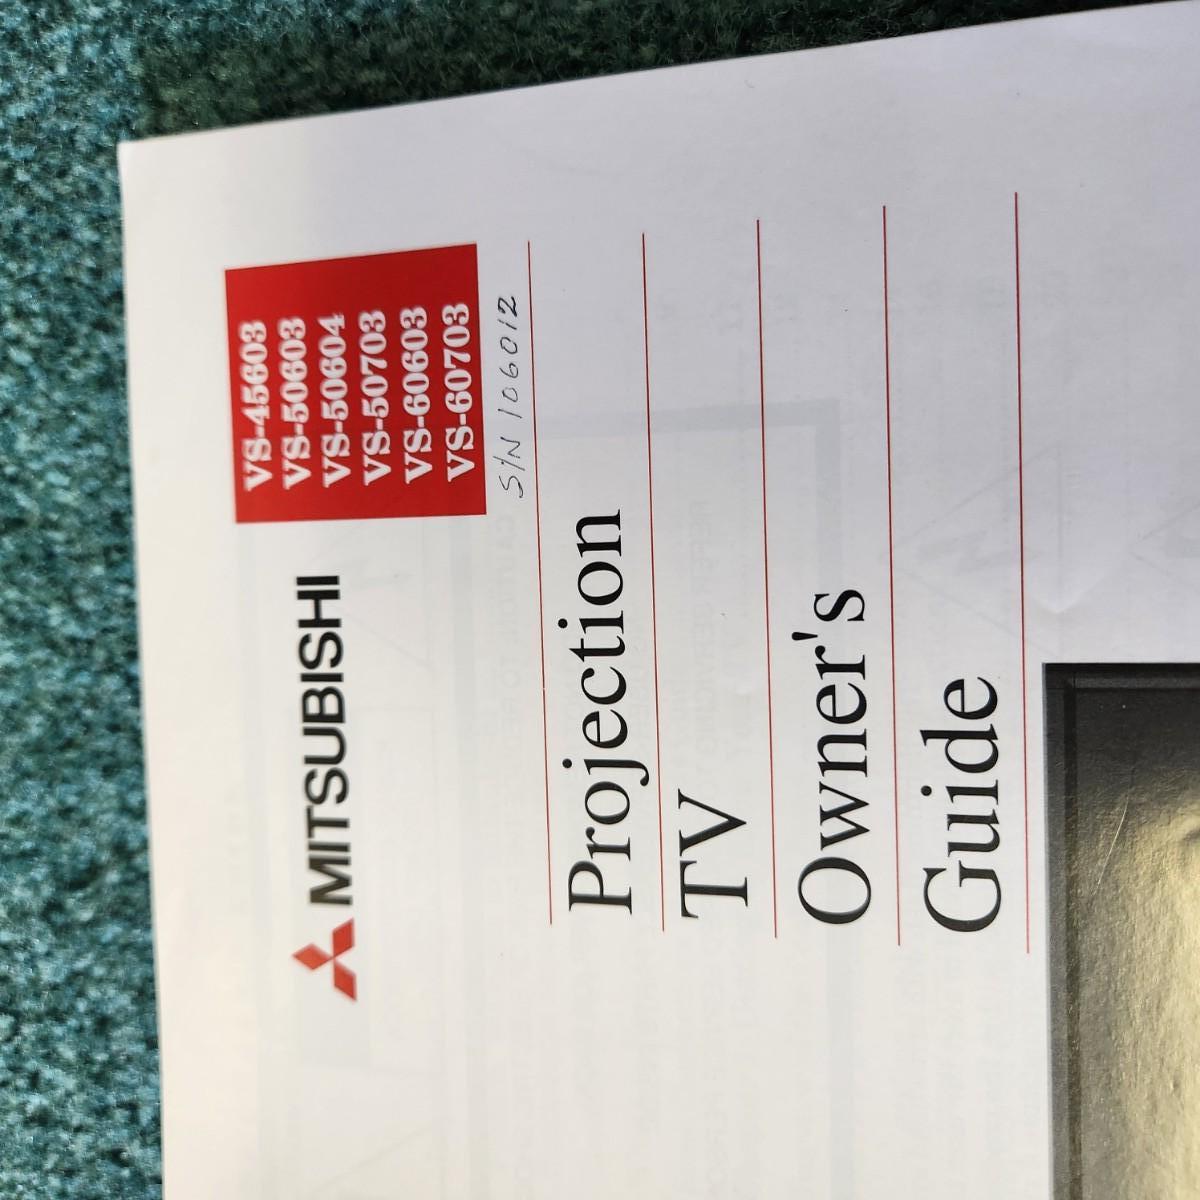 MITSUBISHI
VS-45603
VS-50603
VS-50604
VS-50703
VS-60603
VS-60703
S/N 106012
Projection
TV
Owner's
Guide